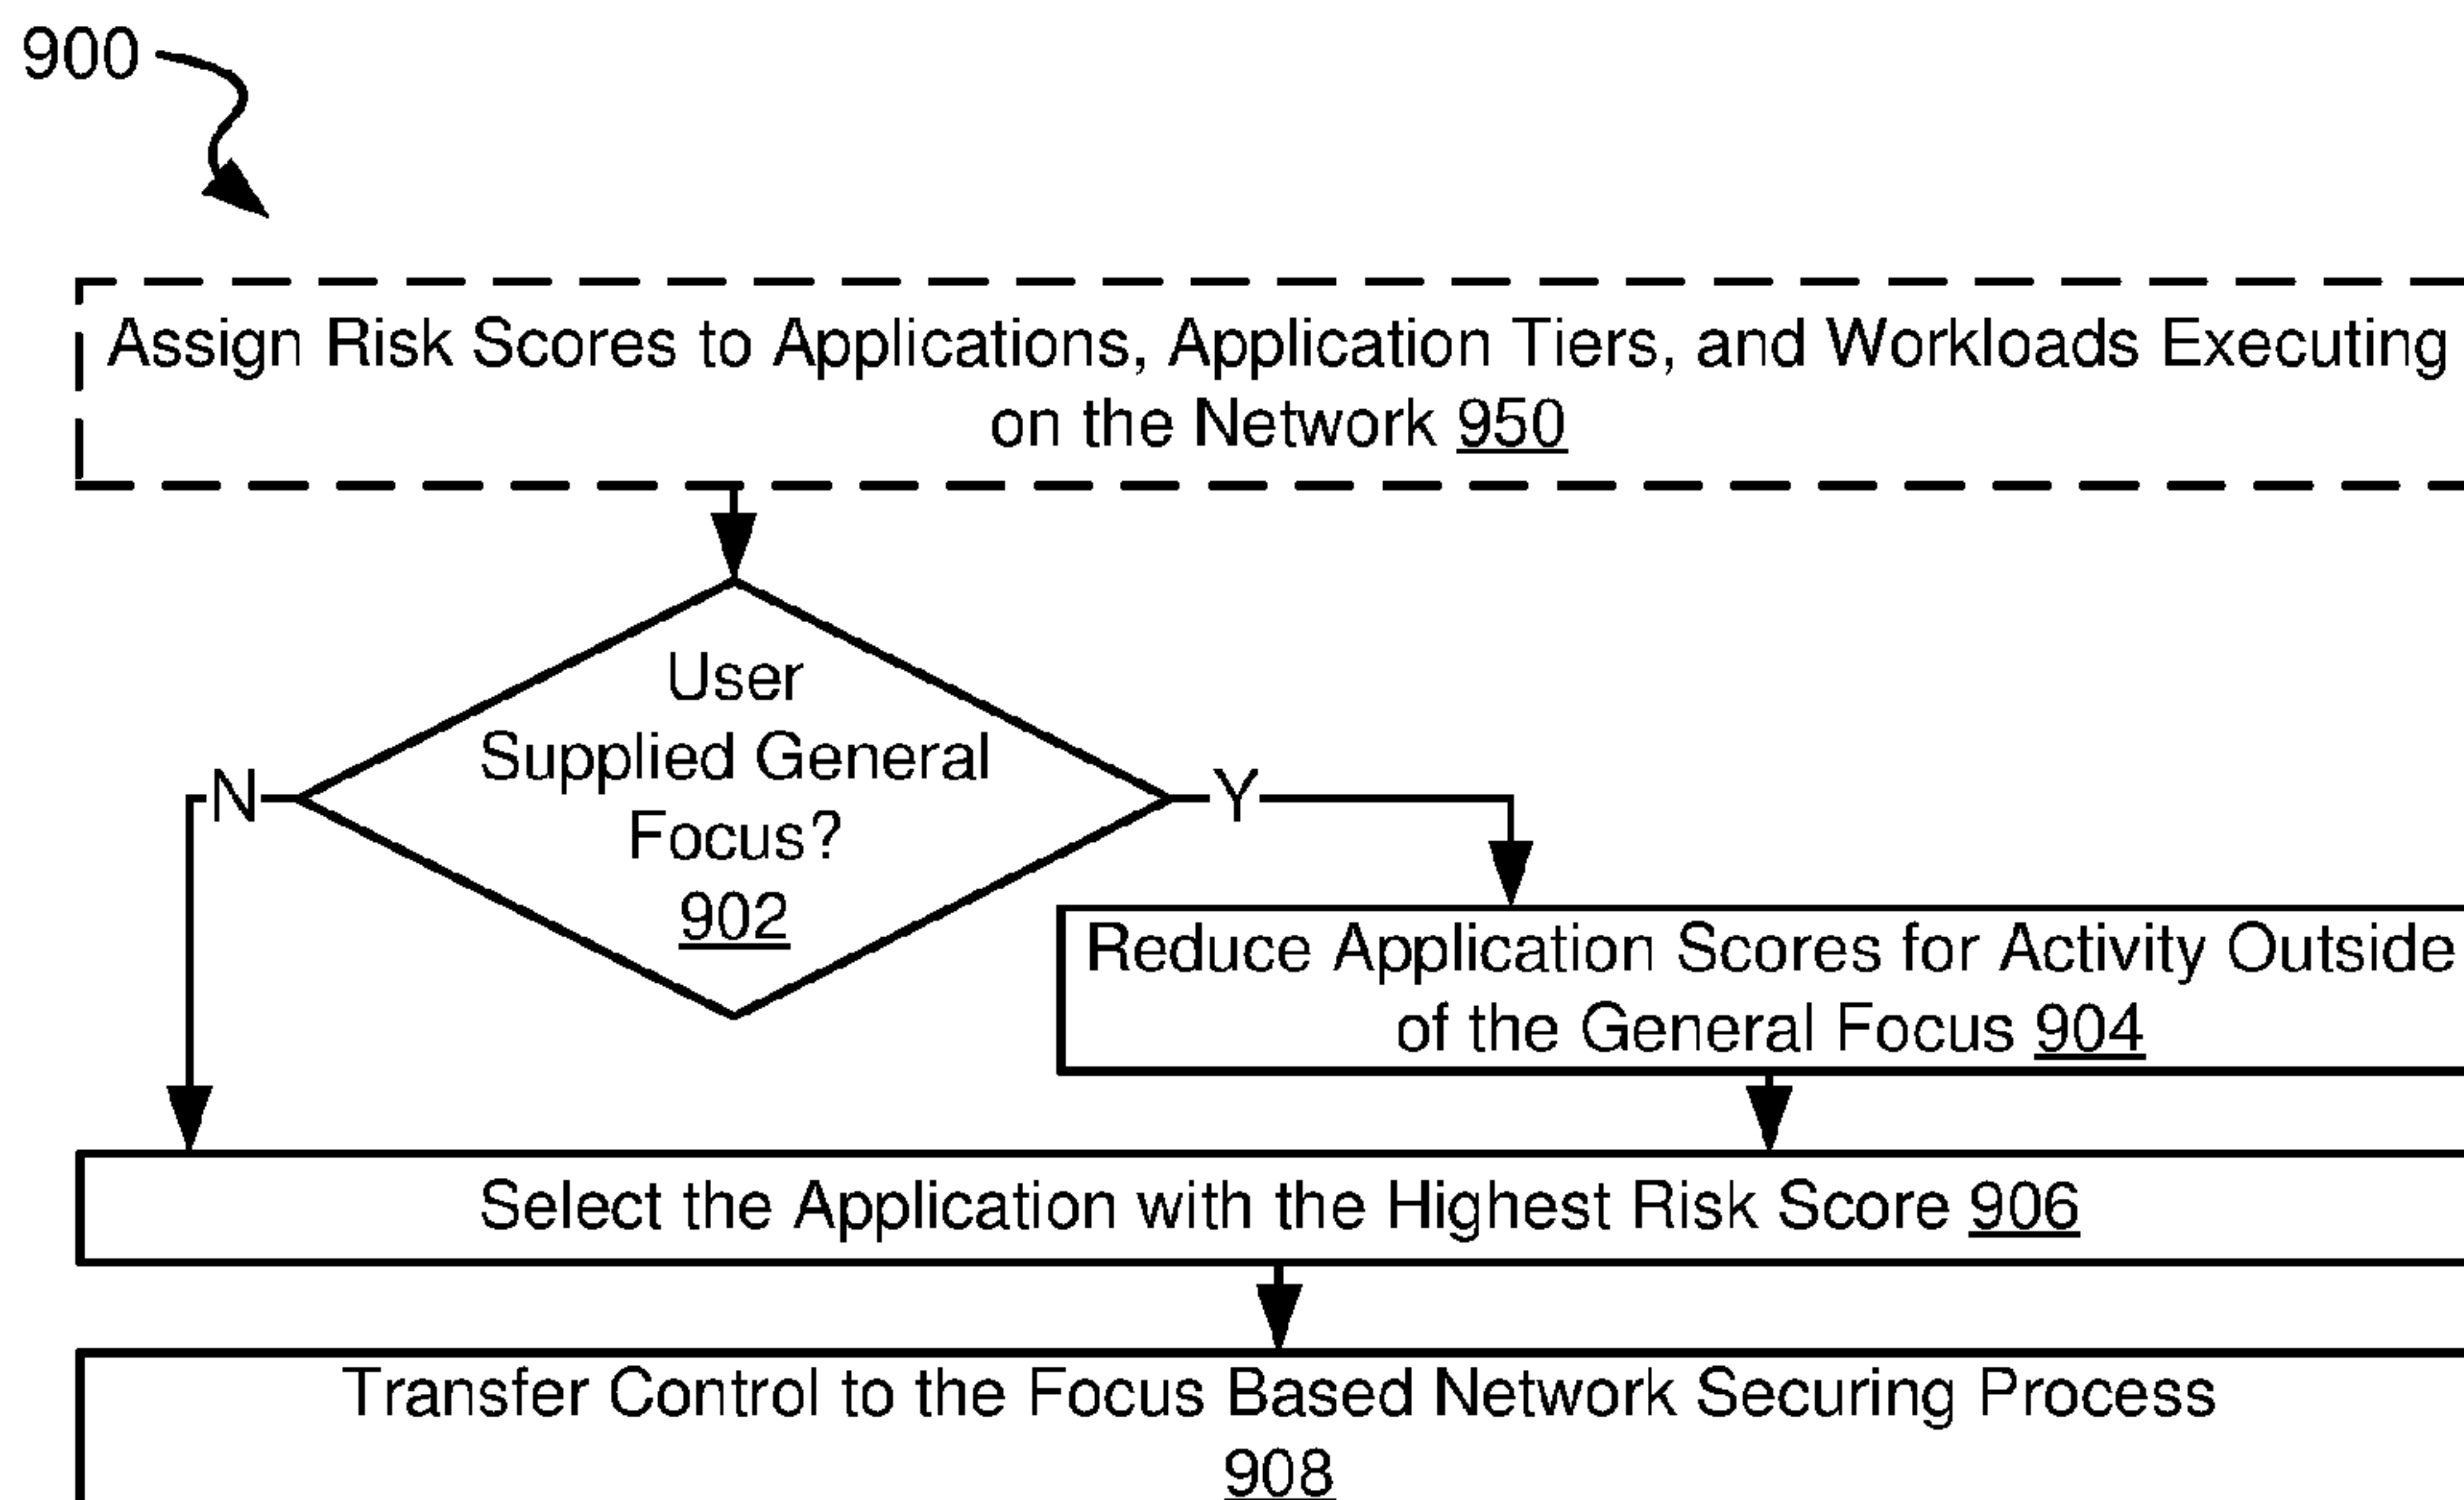 900
Assign Risk Scores to Applications, Application Tiers, and Workloads Executing
on the Network 950
User
Supplied General
Focus?
902
N
Y
Reduce Application Scores for Activity Outside
of the General Focus 904
Select the Application with the Highest Risk Score 906
Transfer Control to the Focus Based Network Securing Process
908